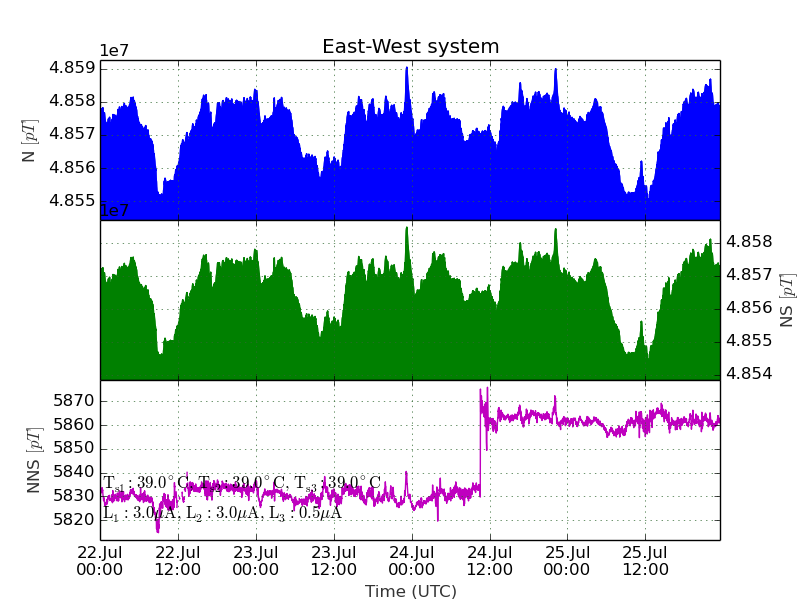 East-West system
1e7
4.859
4.858
4.857
4.856
4.855
N [pT]
1e7
4.858
4.857
4.856
4.855
4.854
NS [pT]
5870
5860
5850
5840
5830
5820
NNS [pT]
T_s1 : 39.0°C, T_s2 : 39.0°C, T_s3 : 39.0°C
L_1 : 3.0μA, L_2 : 3.0μA, L_3 : 0.5μA
22.Jul 22.Jul 23.Jul 23.Jul 24.Jul 24.Jul 25.Jul 25.Jul
00:00 12:00 00:00 12:00 00:00 12:00 00:00 12:00
Time (UTC)